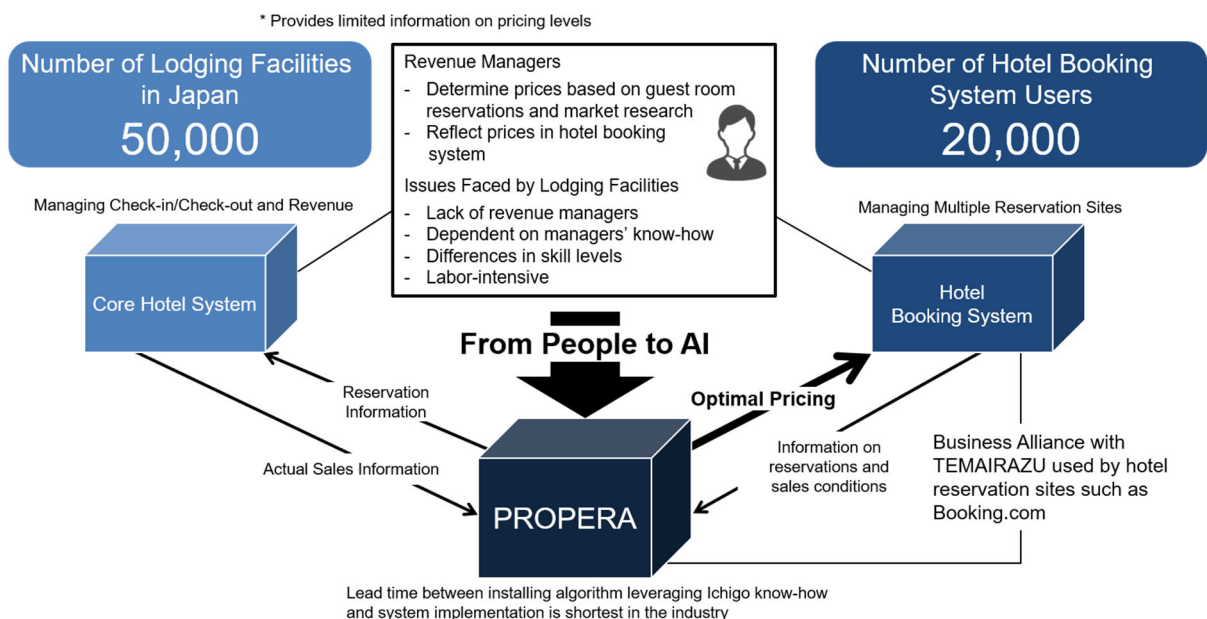 * Provides limited information on pricing levels
Number of Lodging Facilities
in Japan
50,000
Revenue Managers
- Determine prices based on guest room
reservations and market research
- Reflect prices in hotel booking
system
Issues Faced by Lodging Facilities
- Lack of revenue managers
- Dependent on managers' know-how
- Differences in skill levels
- Labor-intensive
Number of Hotel Booking
System Users
20,000
Managing Check-in/Check-out and Revenue
Managing Multiple Reservation Sites
Core Hotel System
Hotel
Booking System
From People to AI
Reservation
Information
Optimal Pricing
Actual Sales Information
Information on
reservations and
sales conditions
Business Alliance with
TEMAIRAZU used by hotel
reservation sites such as
Booking.com
PROPERA
Lead time between installing algorithm leveraging Ichigo know-how
and system implementation is shortest in the industry